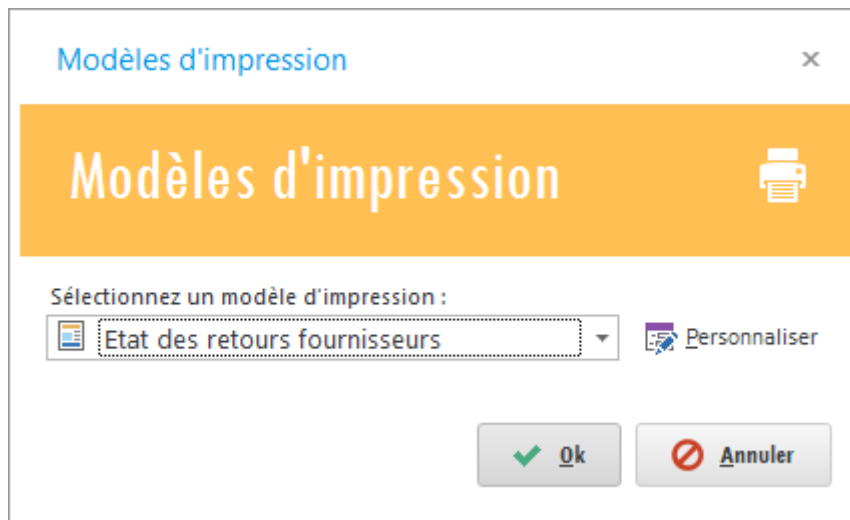 Modèles d'impression
Modèles d'impression
Sélectionnez un modèle d'impression :
Etat des retours fournisseurs
Personnaliser
Ok
Annuler